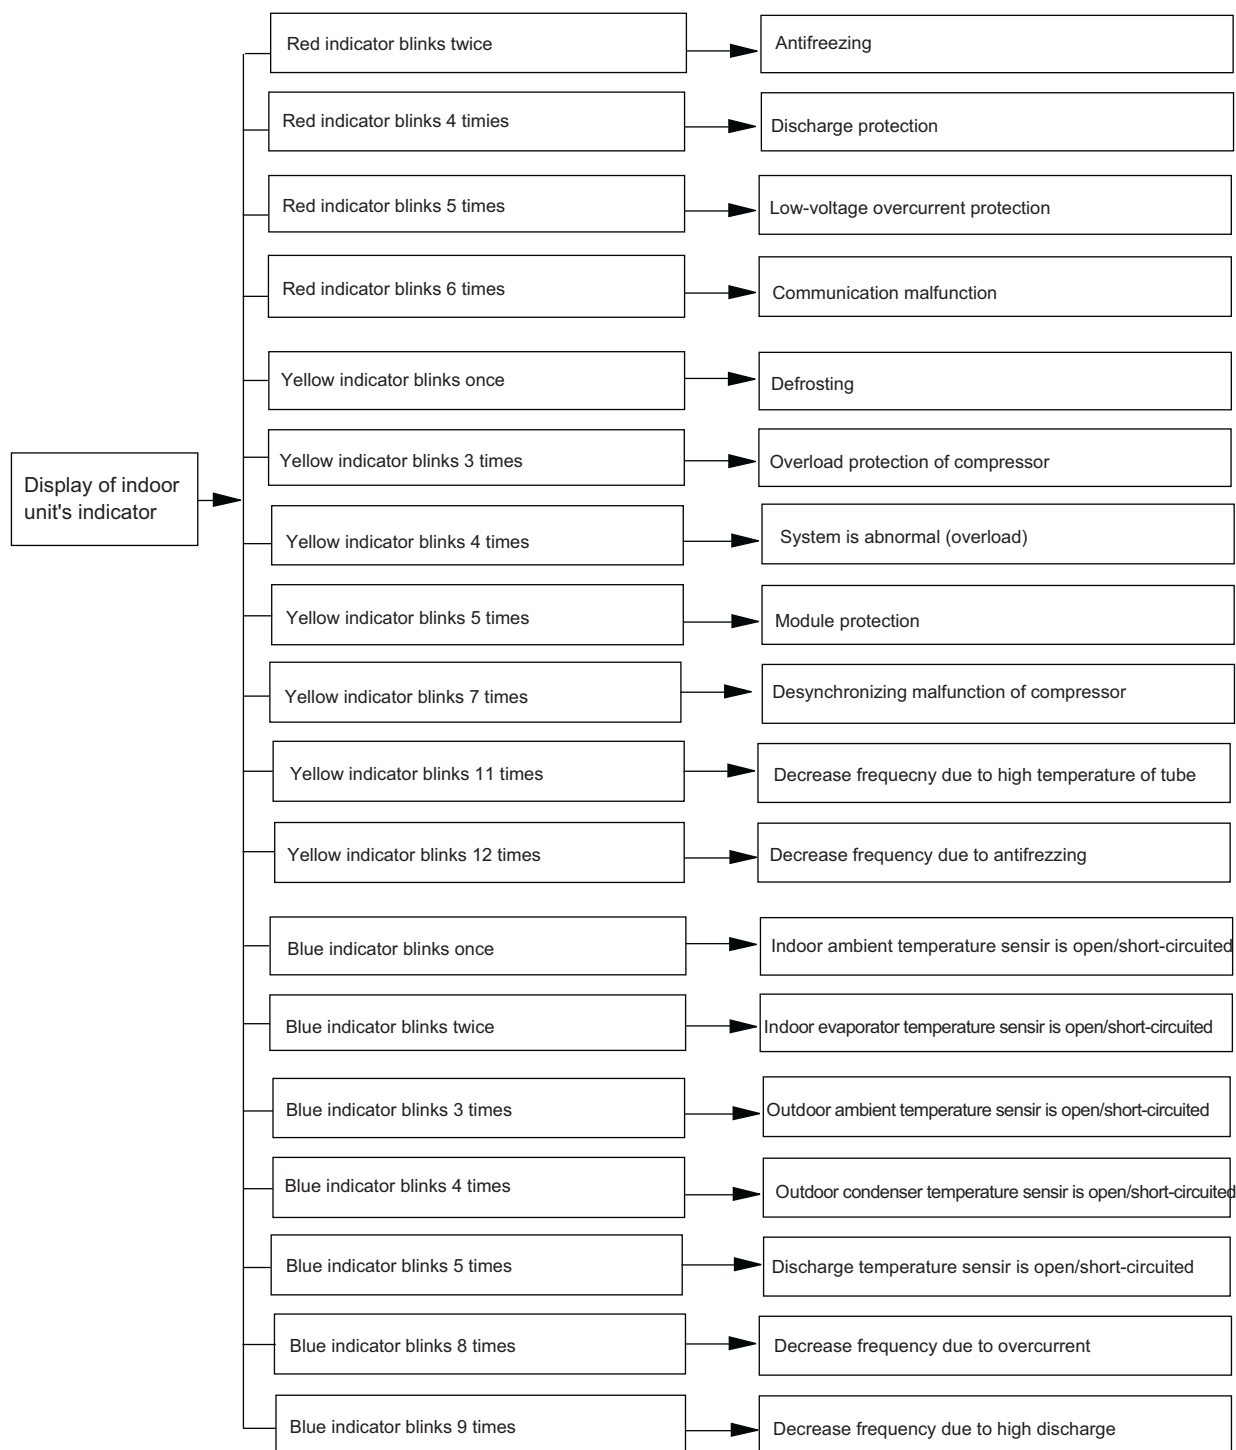 Red indicator blinks twice
Antifreezing
Red indicator blinks 4 timies
Discharge protection
Red indicator blinks 5 times
Low-voltage overcurrent protection
Red indicator blinks 6 times
Communication malfunction
Yellow indicator blinks once
Defrosting
Yellow indicator blinks 3 times
Overload protection of compressor
Display of indoor
unit's indicator
Yellow indicator blinks 4 times
System is abnormal (overload)
Yellow indicator blinks 5 times
Module protection
Yellow indicator blinks 7 times
Desynchronizing malfunction of compressor
Yellow indicator blinks 11 times
Decrease frequecny due to high temperature of tube
Yellow indicator blinks 12 times
Decrease frequency due to antifrezzing
Blue indicator blinks once
Indoor ambient temperature sensir is open/short-circuited
Blue indicator blinks twice
Indoor evaporator temperature sensir is open/short-circuited
Blue indicator blinks 3 times
Outdoor ambient temperature sensir is open/short-circuited
Blue indicator blinks 4 times
Outdoor condenser temperature sensir is open/short-circuited
Blue indicator blinks 5 times
Discharge temperature sensir is open/short-circuited
Blue indicator blinks 8 times
Decrease frequency due to overcurrent
Blue indicator blinks 9 times
Decrease frequency due to high discharge